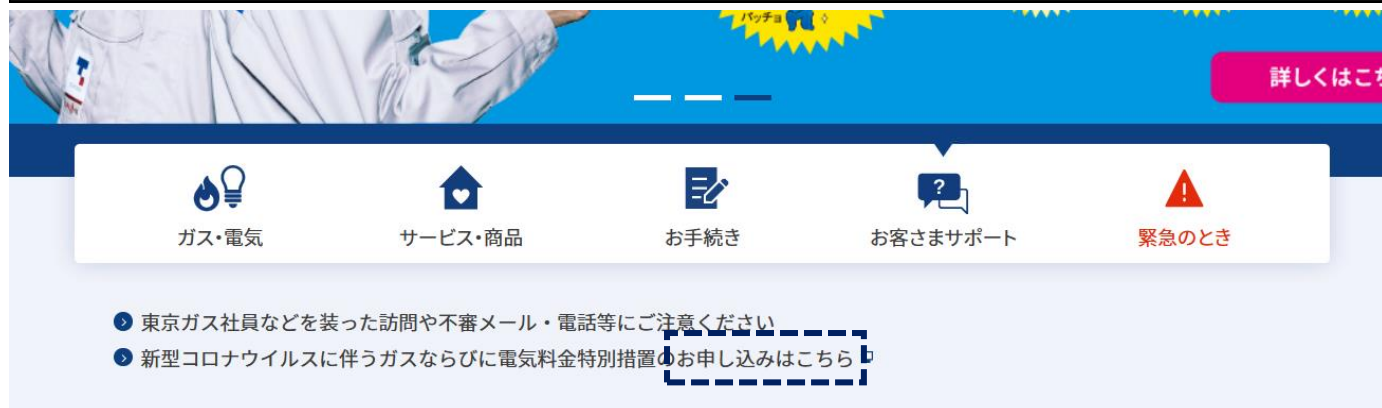 パッチョ
詳しくはこち
?
ガス・電気
サービス・商品
お手続き
お客さまサポート
緊急のとき
東京ガス社員などを装った訪問や不審メール・電話等にご注意ください
新型コロナウイルスに伴うガスならびに電気料金特別措置のお申し込みはこちら